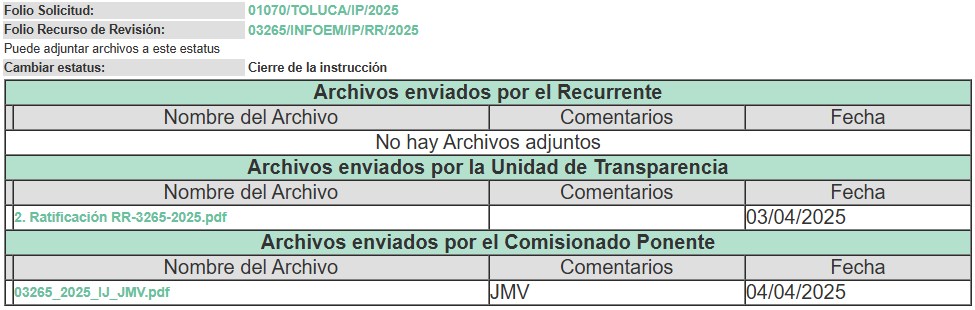 Folio Solicitud: 01070/TOLUCA/IP/2025
Folio Recurso de Revisión: 03265/INFOEM/IP/RR/2025
Puede adjuntar archivos a este estatus
Cambiar estatus: Cierre de la instrucción
Archivos enviados por el Recurrente
Nombre del Archivo Comentarios Fecha
No hay Archivos adjuntos
Archivos enviados por la Unidad de Transparencia
Nombre del Archivo Comentarios Fecha
2. Ratificación RR-3265-2025.pdf 03/04/2025
Archivos enviados por el Comisionado Ponente
Nombre del Archivo Comentarios Fecha
03265_2025_IJ_JMV.pdf JMV 04/04/2025